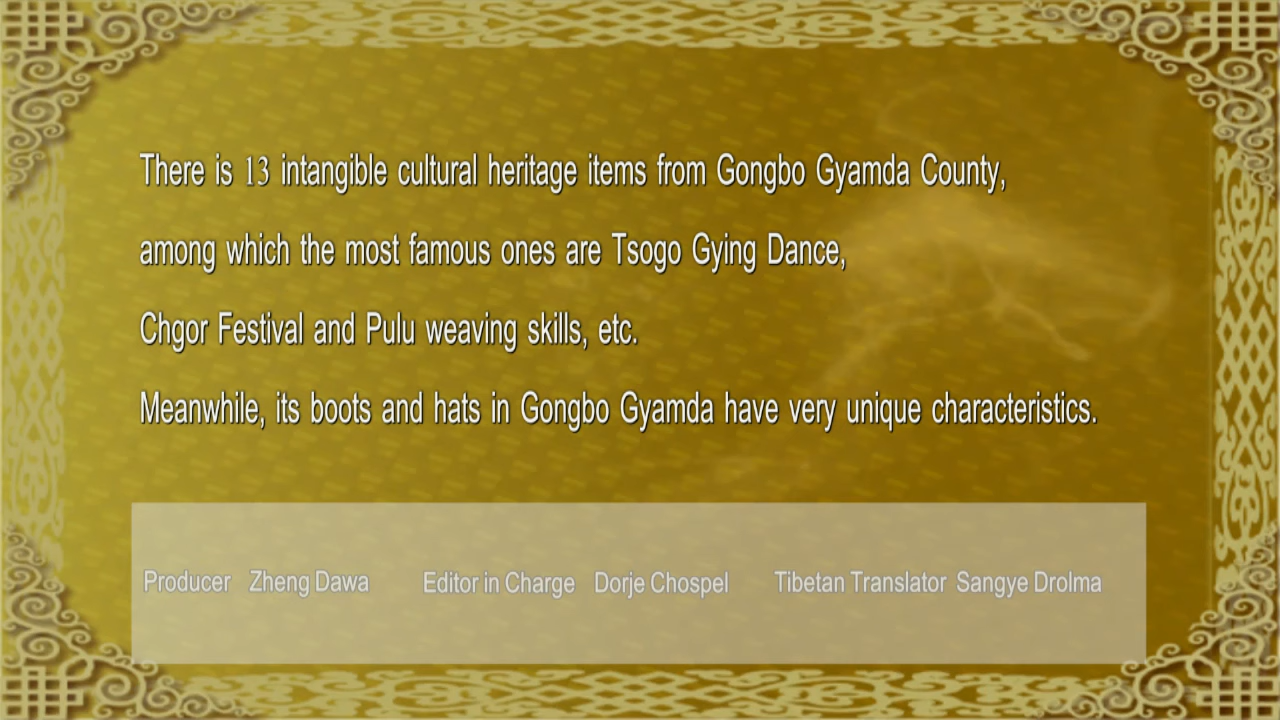 There is 13 intangible cultural heritage items from Gongbo Gyamda County,
among which the most famous ones are Tsogo Gying Dance,
Chgor Festival and Pulu weaving skills, etc.
Meanwhile, its boots and hats in Gongbo Gyamda have very unique characteristics.
Producer Zheng Dawa Editor in Charge Dorje Chospel Tibetan Translator Sangye Drolma